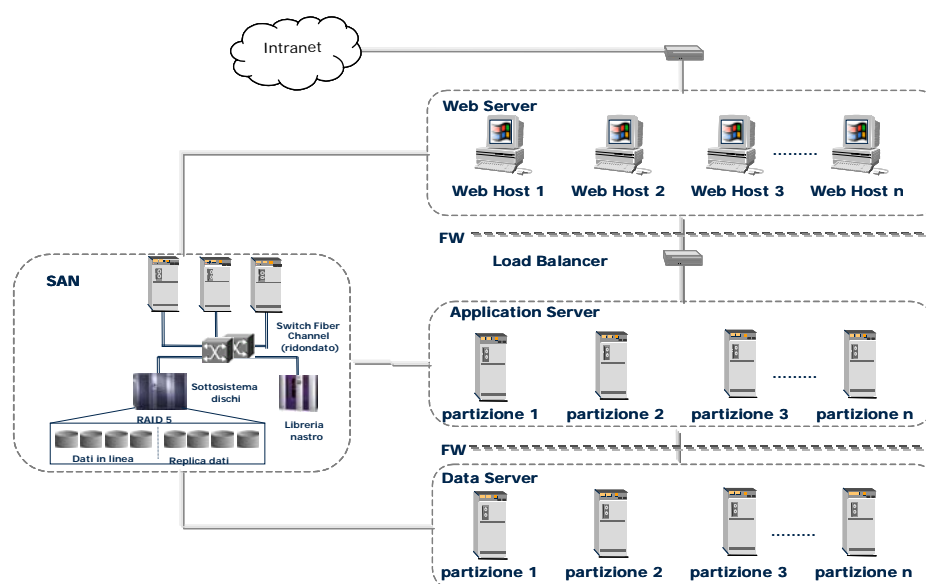 Intranet
Web Server
Web Host 1
Web Host 2
Web Host 3
.........
Web Host n
FW
Load Balancer
SAN
Switch Fiber
Channel
(ridondato)
Sottosistema
dischi
Libreria
nastro
RAID 5
Dati in linea
Replica dati
Application Server
partizione 1
partizione 2
partizione 3
.........
partizione n
FW
Data Server
partizione 1
partizione 2
partizione 3
.........
partizione n